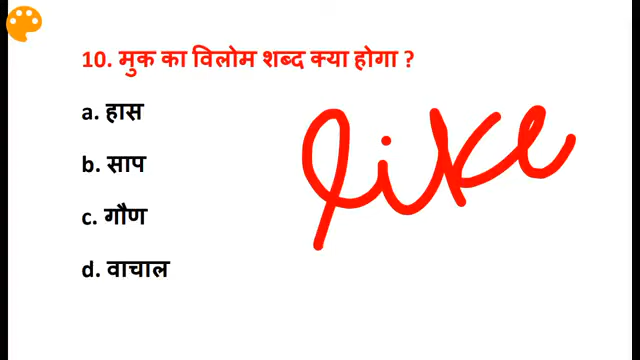 10. मुक का विलोम शब्द क्या होगा ?
a. हास
b. साप
c. गौण
d. वाचाल
like